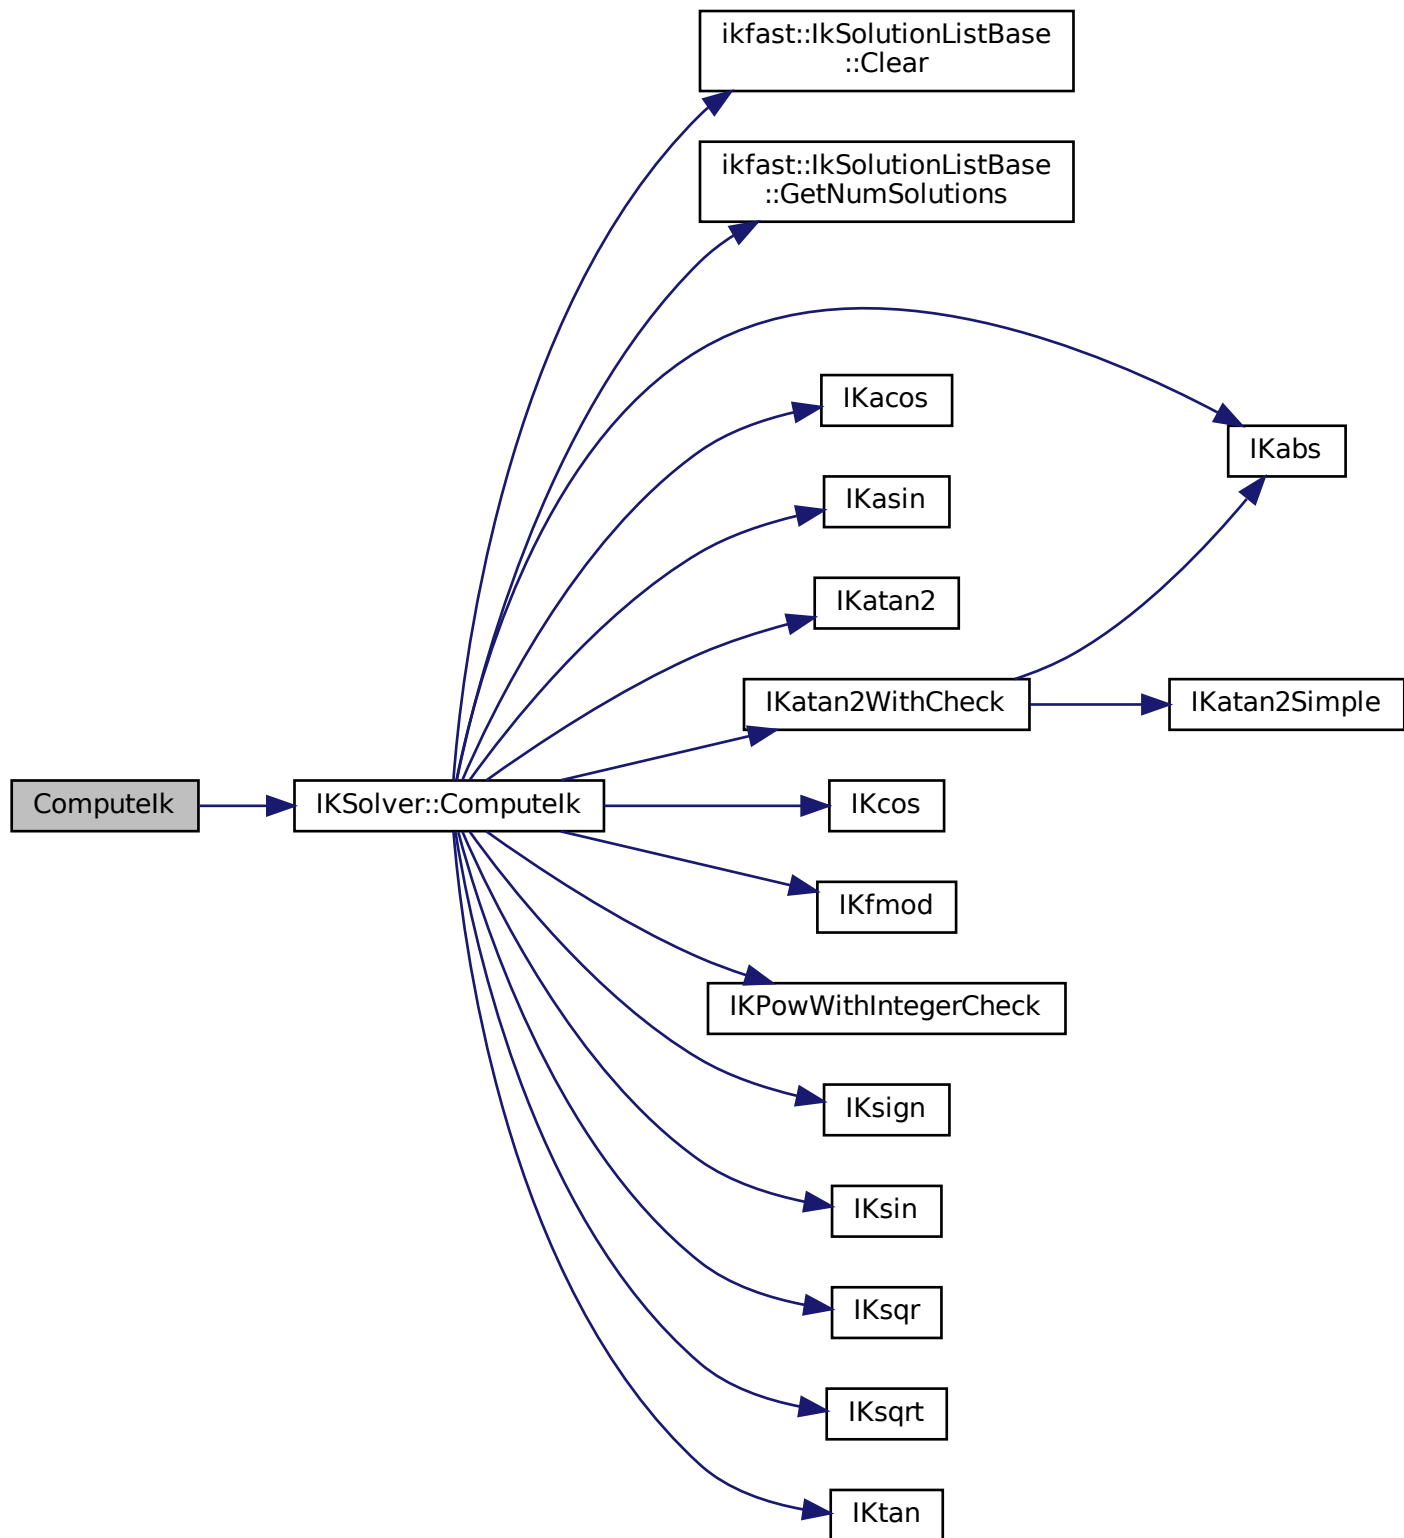 ikfast::IkSolutionListBase
::Clear
ikfast::IkSolutionListBase
::GetNumSolutions
IKacos
IKabs
IKasin
IKatan2
IKatan2WithCheck
IKatan2Simple
ComputeIk
IKSolver::ComputeIk
IKcos
IKfmod
IKPowWithIntegerCheck
IKsign
IKsin
IKsqr
IKsqrt
IKtan